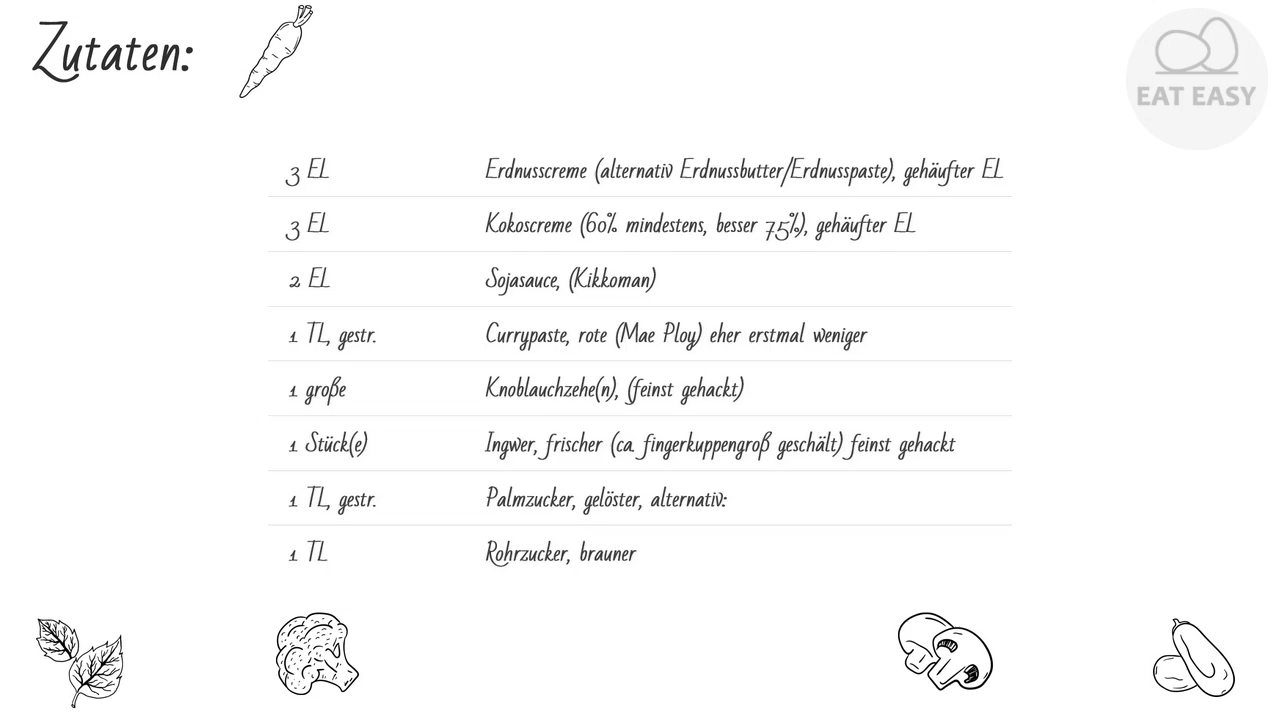 Zutaten:
EAT EASY
3 EL Erdnusscreme (alternativ Erdnussbutter/Erdnusspaste), gehäufter EL
3 EL Kokoscreme (60% mindestens, besser 75%), gehäufter EL
2 EL Sojasauce, (Kikkoman)
1 TL, gestr. Currypaste, rote (Mae Ploy) eher erstmal weniger
1 große Knoblauchzehe(n), (feinst gehackt)
1 Stück(e) Ingwer, frischer (ca. fingerkuppengroß geschält) feinst gehackt
1 TL, gestr. Palmzucker, gelöster, alternativ:
1 TL Rohrzucker, brauner